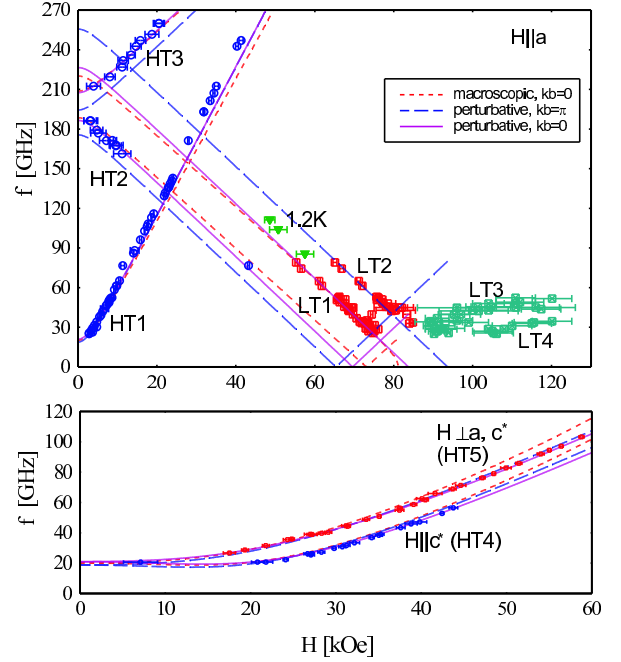 270
240
210
180
150
120
90
60
30
0
f [GHz]
H||a
HT3
macroscopic, kb=0
perturbative, kb=π
perturbative, kb=0
HT2
1.2K
LT2
LT1
LT3
HT1
LT4
0 20 40 60 80 100 120
120
100
80
60
40
20
0
f [GHz]
H⊥a, c*
(HT5)
H||c* (HT4)
0 10 20 30 40 50 60
H [kOe]